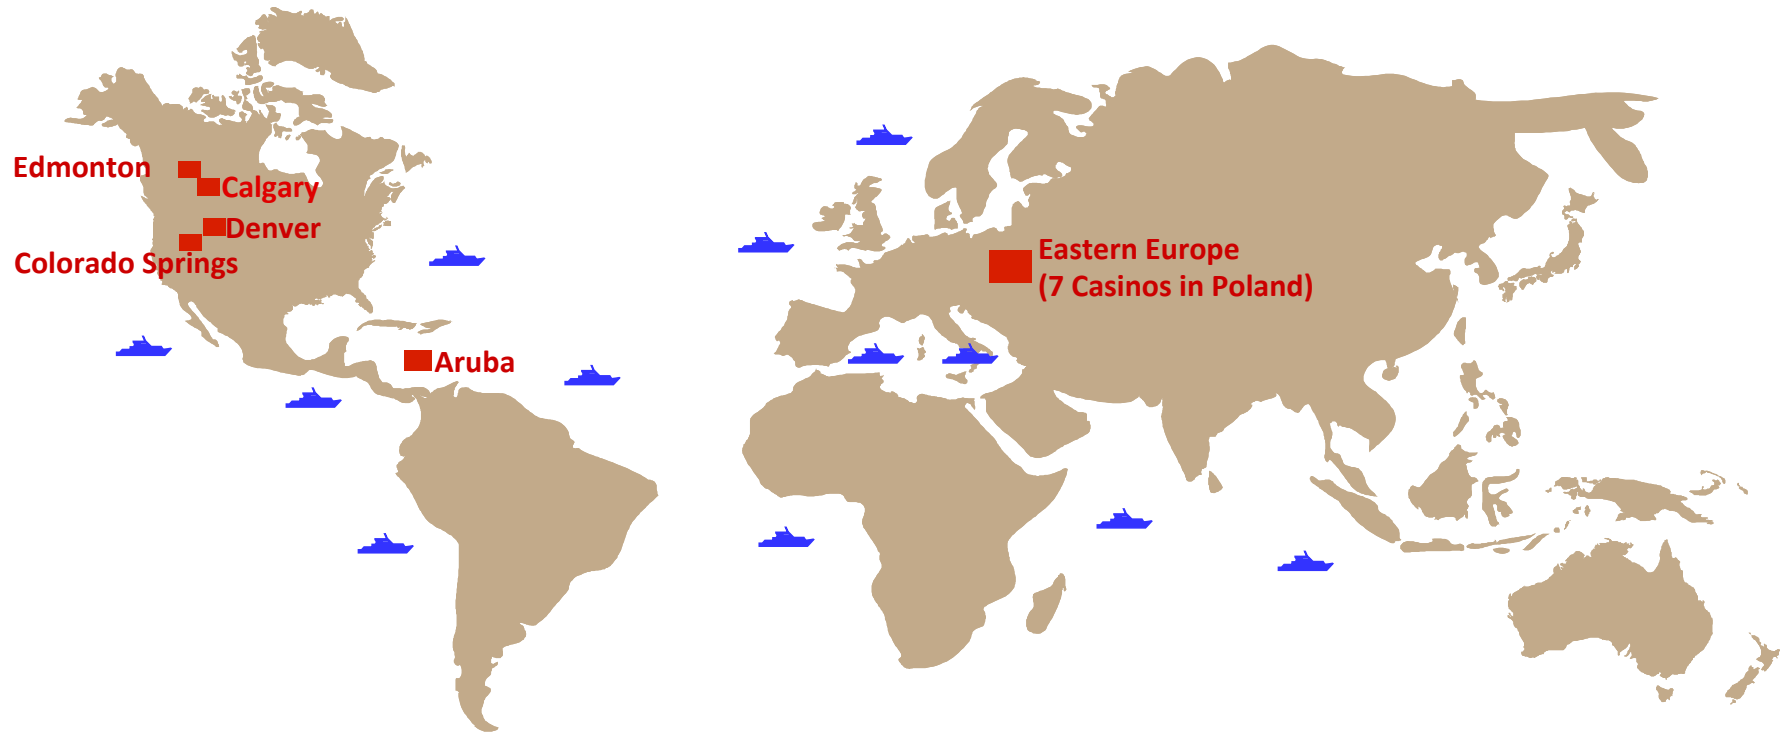 Edmonton
Calgary
Denver
Colorado Springs
Eastern Europe
(7 Casinos in Poland)
Aruba